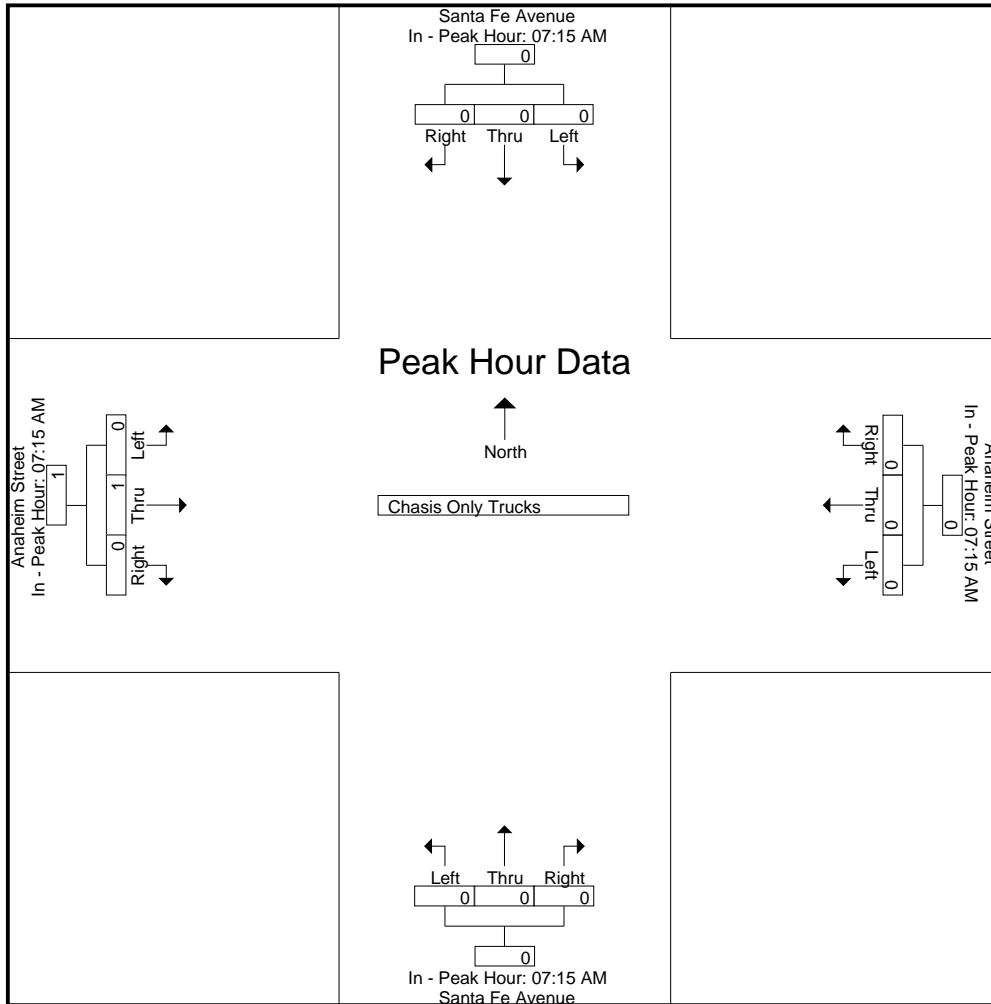 Santa Fe Avenue
In - Peak Hour: 07:15 AM
0
0 0 0
Right Thru Left
Peak Hour Data
North
Chasis Only Trucks
Anaheim Street
In - Peak Hour: 07:15 AM
1
0 1 0
Left Thru Right
Anaheim Street
In - Peak Hour: 07:15 AM
0
0 0 0
Right Thru Left
Left Thru Right
0 0 0
0
In - Peak Hour: 07:15 AM
Santa Fe Avenue